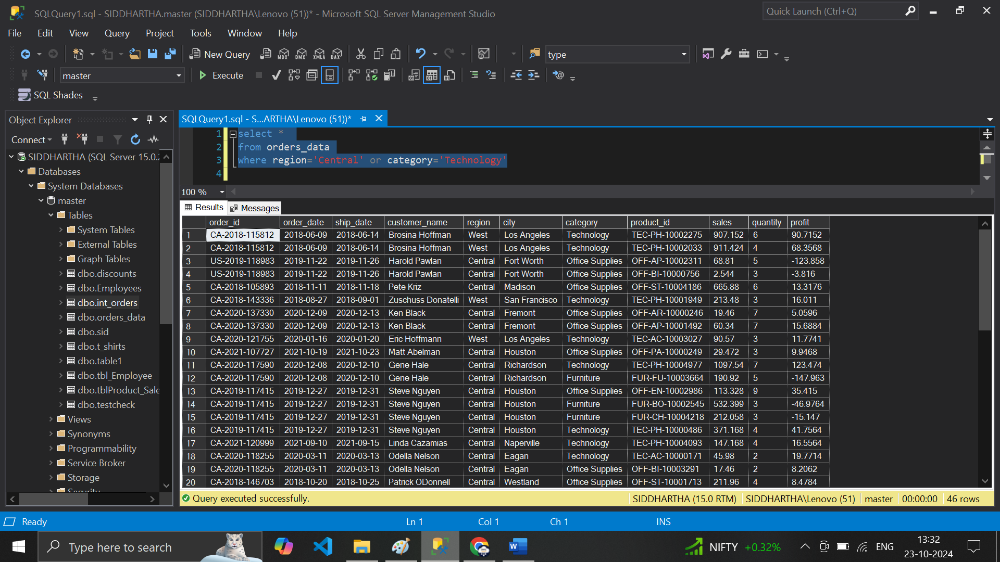 SQLQuery1.sql - SIDDHARTHA.master (SIDDHARTHA\Lenovo (51))* - Microsoft SQL Server Management Studio
Quick Launch (Ctrl+Q)
File Edit View Query Project Tools Window Help
New Query MDX DMX XMLA DAX type
master Execute
SQL Shades
Object Explorer
Connect
SIDDHARTHA (SQL Server 15.0.
Databases
System Databases
master
Tables
System Tables
External Tables
Graph Tables
dbo.discounts
dbo.Employees
dbo.int_orders
dbo.orders_data
dbo.sid
dbo.t_shirts
dbo.table1
dbo.tbl_Employee
dbo.tblProduct_Sale
dbo.testcheck
Views
Synonyms
Programmability
Service Broker
Storage
Security
SQLQuery1.sql - S...ARTHA\Lenovo (51))*
1 select *
2 from orders_data
3 where region='Central' or category='Technology'
4
100 %
Results Messages
order_id order_date ship_date customer_name region city category product_id sales quantity profit
1 CA-2018-115812 2018-06-09 2018-06-14 Brosina Hoffman West Los Angeles Technology TEC-PH-10002275 907.152 6 90.7152
2 CA-2018-115812 2018-06-09 2018-06-14 Brosina Hoffman West Los Angeles Technology TEC-PH-10002033 911.424 4 68.3568
3 US-2019-118983 2019-11-22 2019-11-26 Harold Pawlan Central Fort Worth Office Supplies OFF-AP-10002311 68.81 5 -123.858
4 US-2019-118983 2019-11-22 2019-11-26 Harold Pawlan Central Fort Worth Office Supplies OFF-BI-10000756 2.544 3 -3.816
5 CA-2018-105893 2018-11-11 2018-11-18 Pete Kriz Central Madison Office Supplies OFF-ST-10004186 665.88 6 13.3176
6 CA-2018-143336 2018-08-27 2018-09-01 Zuschuss Donatelli West San Francisco Technology TEC-PH-10001949 213.48 3 16.011
7 CA-2020-137330 2020-12-09 2020-12-13 Ken Black Central Fremont Office Supplies OFF-AR-10000246 19.46 7 5.0596
8 CA-2020-137330 2020-12-09 2020-12-13 Ken Black Central Fremont Office Supplies OFF-AP-10001492 60.34 7 15.6884
9 CA-2020-121755 2020-01-16 2020-01-20 Eric Hoffmann West Los Angeles Technology TEC-AC-10003027 90.57 3 11.7741
10 CA-2021-107727 2021-10-19 2021-10-23 Matt Abelman Central Houston Office Supplies OFF-PA-10000249 29.472 3 9.9468
11 CA-2020-117590 2020-12-08 2020-12-10 Gene Hale Central Richardson Technology TEC-PH-10004977 1097.54 7 123.474
12 CA-2020-117590 2020-12-08 2020-12-10 Gene Hale Central Richardson Furniture FUR-FU-10003664 190.92 5 -147.963
13 CA-2019-117415 2019-12-27 2019-12-31 Steve Nguyen Central Houston Office Supplies OFF-EN-10002986 113.328 9 35.415
14 CA-2019-117415 2019-12-27 2019-12-31 Steve Nguyen Central Houston Furniture FUR-BO-10002545 532.399 3 -46.9764
15 CA-2019-117415 2019-12-27 2019-12-31 Steve Nguyen Central Houston Furniture FUR-CH-10004218 212.058 3 -15.147
16 CA-2019-117415 2019-12-27 2019-12-31 Steve Nguyen Central Houston Technology TEC-PH-10000486 371.168 4 41.7564
17 CA-2021-120999 2021-09-10 2021-09-15 Linda Cazamias Central Naperville Technology TEC-PH-10004093 147.168 4 16.5564
18 CA-2020-118255 2020-03-11 2020-03-13 Odella Nelson Central Eagan Technology TEC-AC-10000171 45.98 2 19.7714
19 CA-2020-118255 2020-03-11 2020-03-13 Odella Nelson Central Eagan Office Supplies OFF-BI-10003291 17.46 2 8.2062
20 CA-2018-146703 2018-10-20 2018-10-25 Patrick ODonnell Central Westland Office Supplies OFF-ST-10001713 211.96 4 8.4784
Query executed successfully. SIDDHARTHA (15.0 RTM) SIDDHARTHA\Lenovo (51) master 00:00:00 46 rows
Ready Ln 1 Col 1 Ch 1 INS
Type here to search
NIFTY +0.32% ENG
13:32
23-10-2024